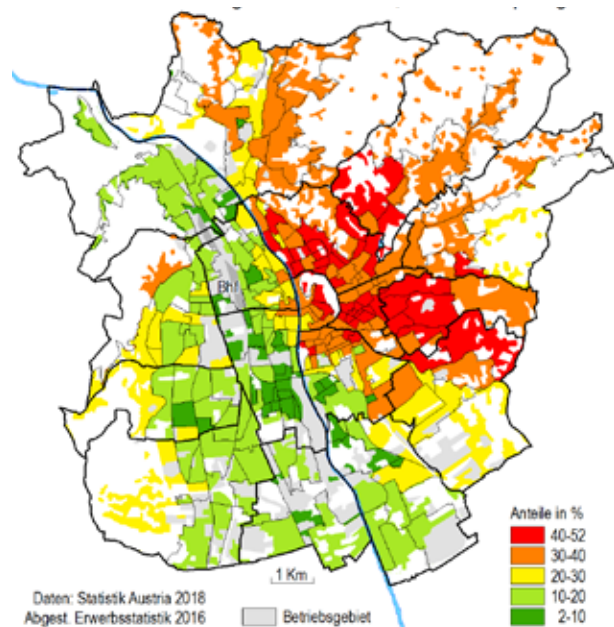 Bhf
Anteile in %
40-52
30-40
20-30
10-20
2-10
1 Km
Daten: Statistik Austria 2018
Abgest. Erwerbsstatistik 2016
Betriebsgebiet